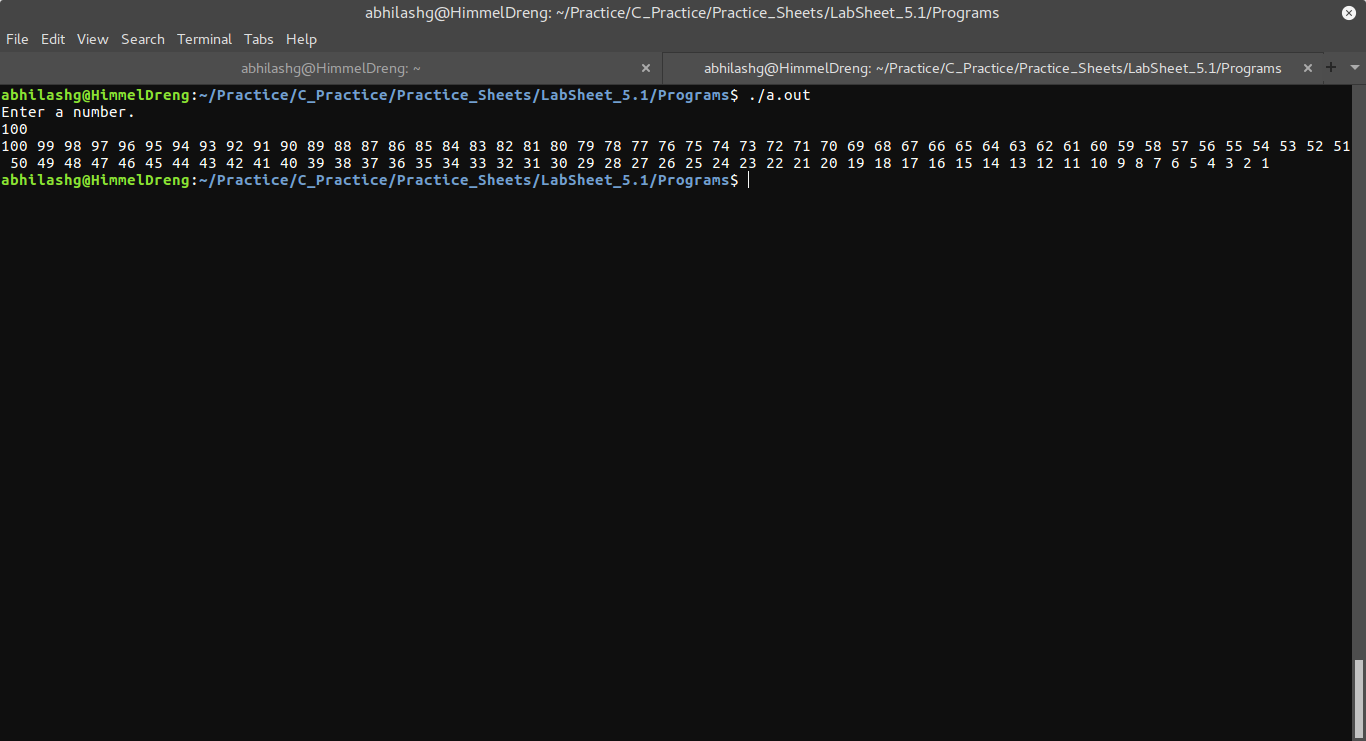 abhilashg@HimmelDreng: ~/Practice/C_Practice/Practice_Sheets/LabSheet_5.1/Programs
File Edit View Search Terminal Tabs Help
abhilashg@HimmelDreng: ~
abhilashg@HimmelDreng: ~/Practice/C_Practice/Practice_Sheets/LabSheet_5.1/Programs
abhilashg@HimmelDreng:~/Practice/C_Practice/Practice_Sheets/LabSheet_5.1/Programs$ ./a.out
Enter a number.
100
100 99 98 97 96 95 94 93 92 91 90 89 88 87 86 85 84 83 82 81 80 79 78 77 76 75 74 73 72 71 70 69 68 67 66 65 64 63 62 61 60 59 58 57 56 55 54 53 52 51
50 49 48 47 46 45 44 43 42 41 40 39 38 37 36 35 34 33 32 31 30 29 28 27 26 25 24 23 22 21 20 19 18 17 16 15 14 13 12 11 10 9 8 7 6 5 4 3 2 1
abhilashg@HimmelDreng:~/Practice/C_Practice/Practice_Sheets/LabSheet_5.1/Programs$